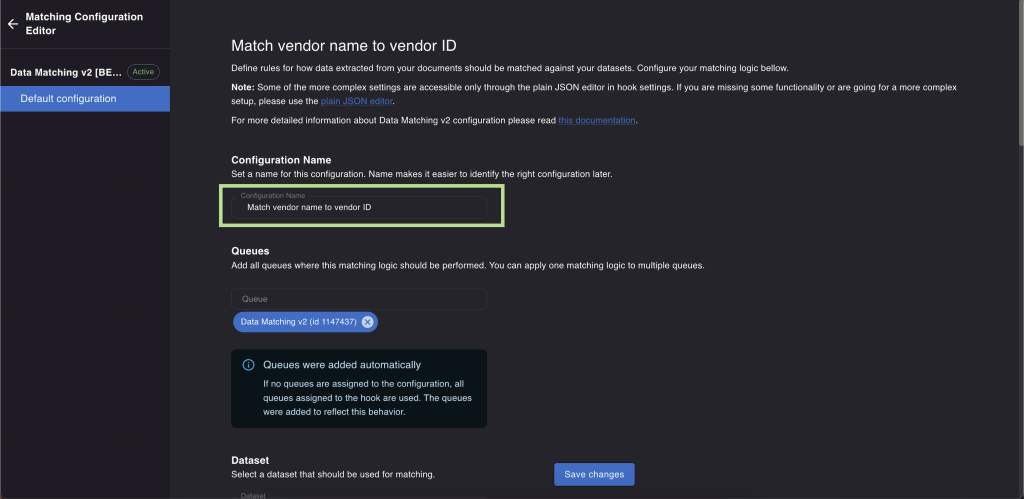 Matching Configuration
Editor
Data Matching v2 [BE...
Active
Default configuration
Match vendor name to vendor ID
Define rules for how data extracted from your documents should be matched against your datasets. Configure your matching logic bellow.
Note: Some of the more complex settings are accessible only through the plain JSON editor in hook settings. If you are missing some functionality or are going for a more complex
setup, please use the plain JSON editor.
For more detailed information about Data Matching v2 configuration please read this documentation.
Configuration Name
Set a name for this configuration. Name makes it easier to identify the right configuration later.
Configuration Name
Match vendor name to vendor ID
Queues
Add all queues where this matching logic should be performed. You can apply one matching logic to multiple queues.
Queue
Data Matching v2 (id 1147437)
Queues were added automatically
If no queues are assigned to the configuration, all
queues assigned to the hook are used. The queues
were added to reflect this behavior.
Dataset
Select a dataset that should be used for matching.
Save changes
Dataset